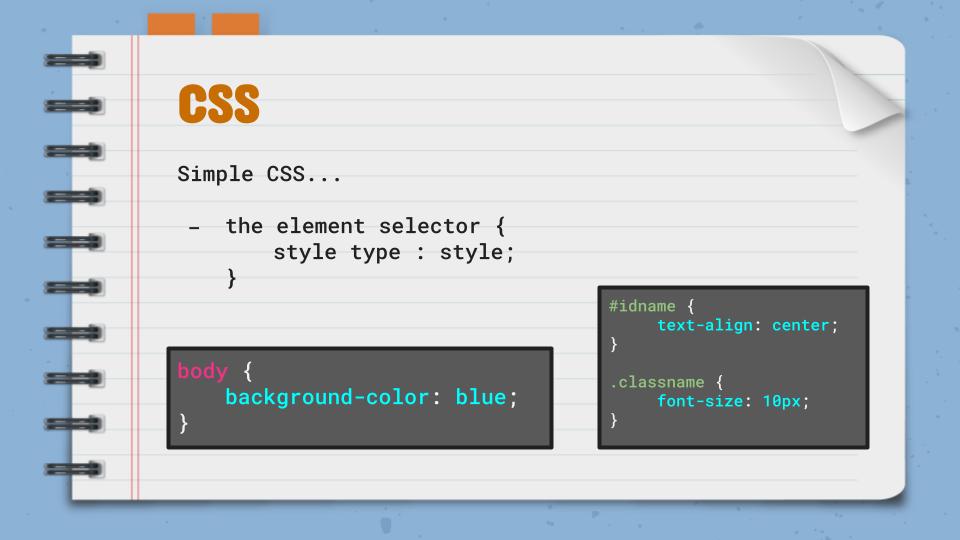 CSS
Simple CSS...
– the element selector {
style type : style;
}
body {
background-color: blue;
}
#idname {
text-align: center;
}
.classname {
font-size: 10px;
}